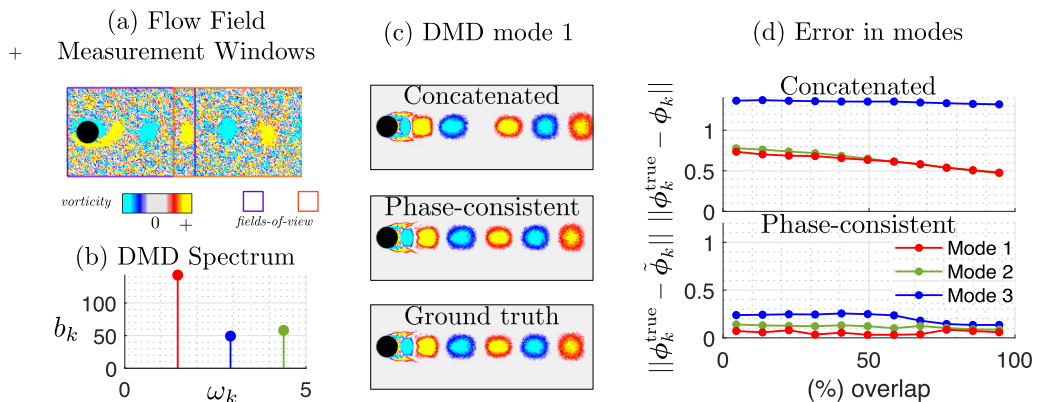 (a) Flow Field
+ Measurement Windows
vorticity
0
+
fields-of-view
(b) DMD Spectrum
100
50
0
b_k
0
5
ω_k
(c) DMD mode 1
Concatenated
Phase-consistent
Ground truth
(d) Error in modes
Concatenated
1
0.5
0
||ϕ_k^true − ϕ_k||
Phase-consistent
1
0.5
0
||ϕ_k^true − ϕ̃_k||
Mode 1
Mode 2
Mode 3
0
50
100
(%) overlap